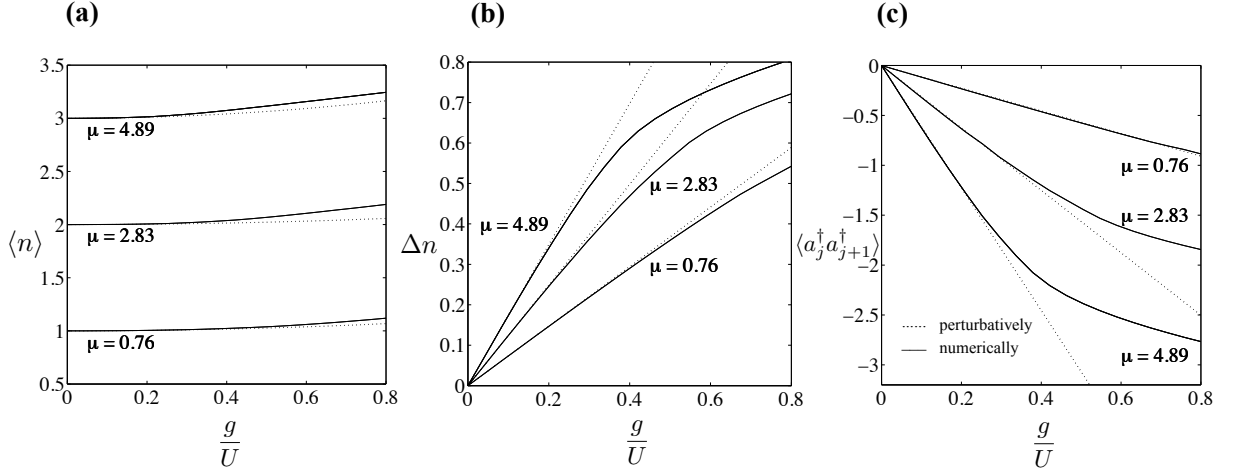 (a)
3.5
3
2.5
2
1.5
1
0.5
⟨n⟩
μ = 4.89
μ = 2.83
μ = 0.76
0 0.2 0.4 0.6 0.8
g
U
(b)
0.8
0.7
0.6
0.5
0.4
0.3
0.2
0.1
0
Δn
μ = 4.89
μ = 2.83
μ = 0.76
0 0.2 0.4 0.6 0.8
g
U
(c)
0
−0.5
−1
−1.5
−2
−2.5
−3
⟨a†j a†j+1⟩
μ = 0.76
μ = 2.83
μ = 4.89
perturbatively
numerically
0 0.2 0.4 0.6 0.8
g
U